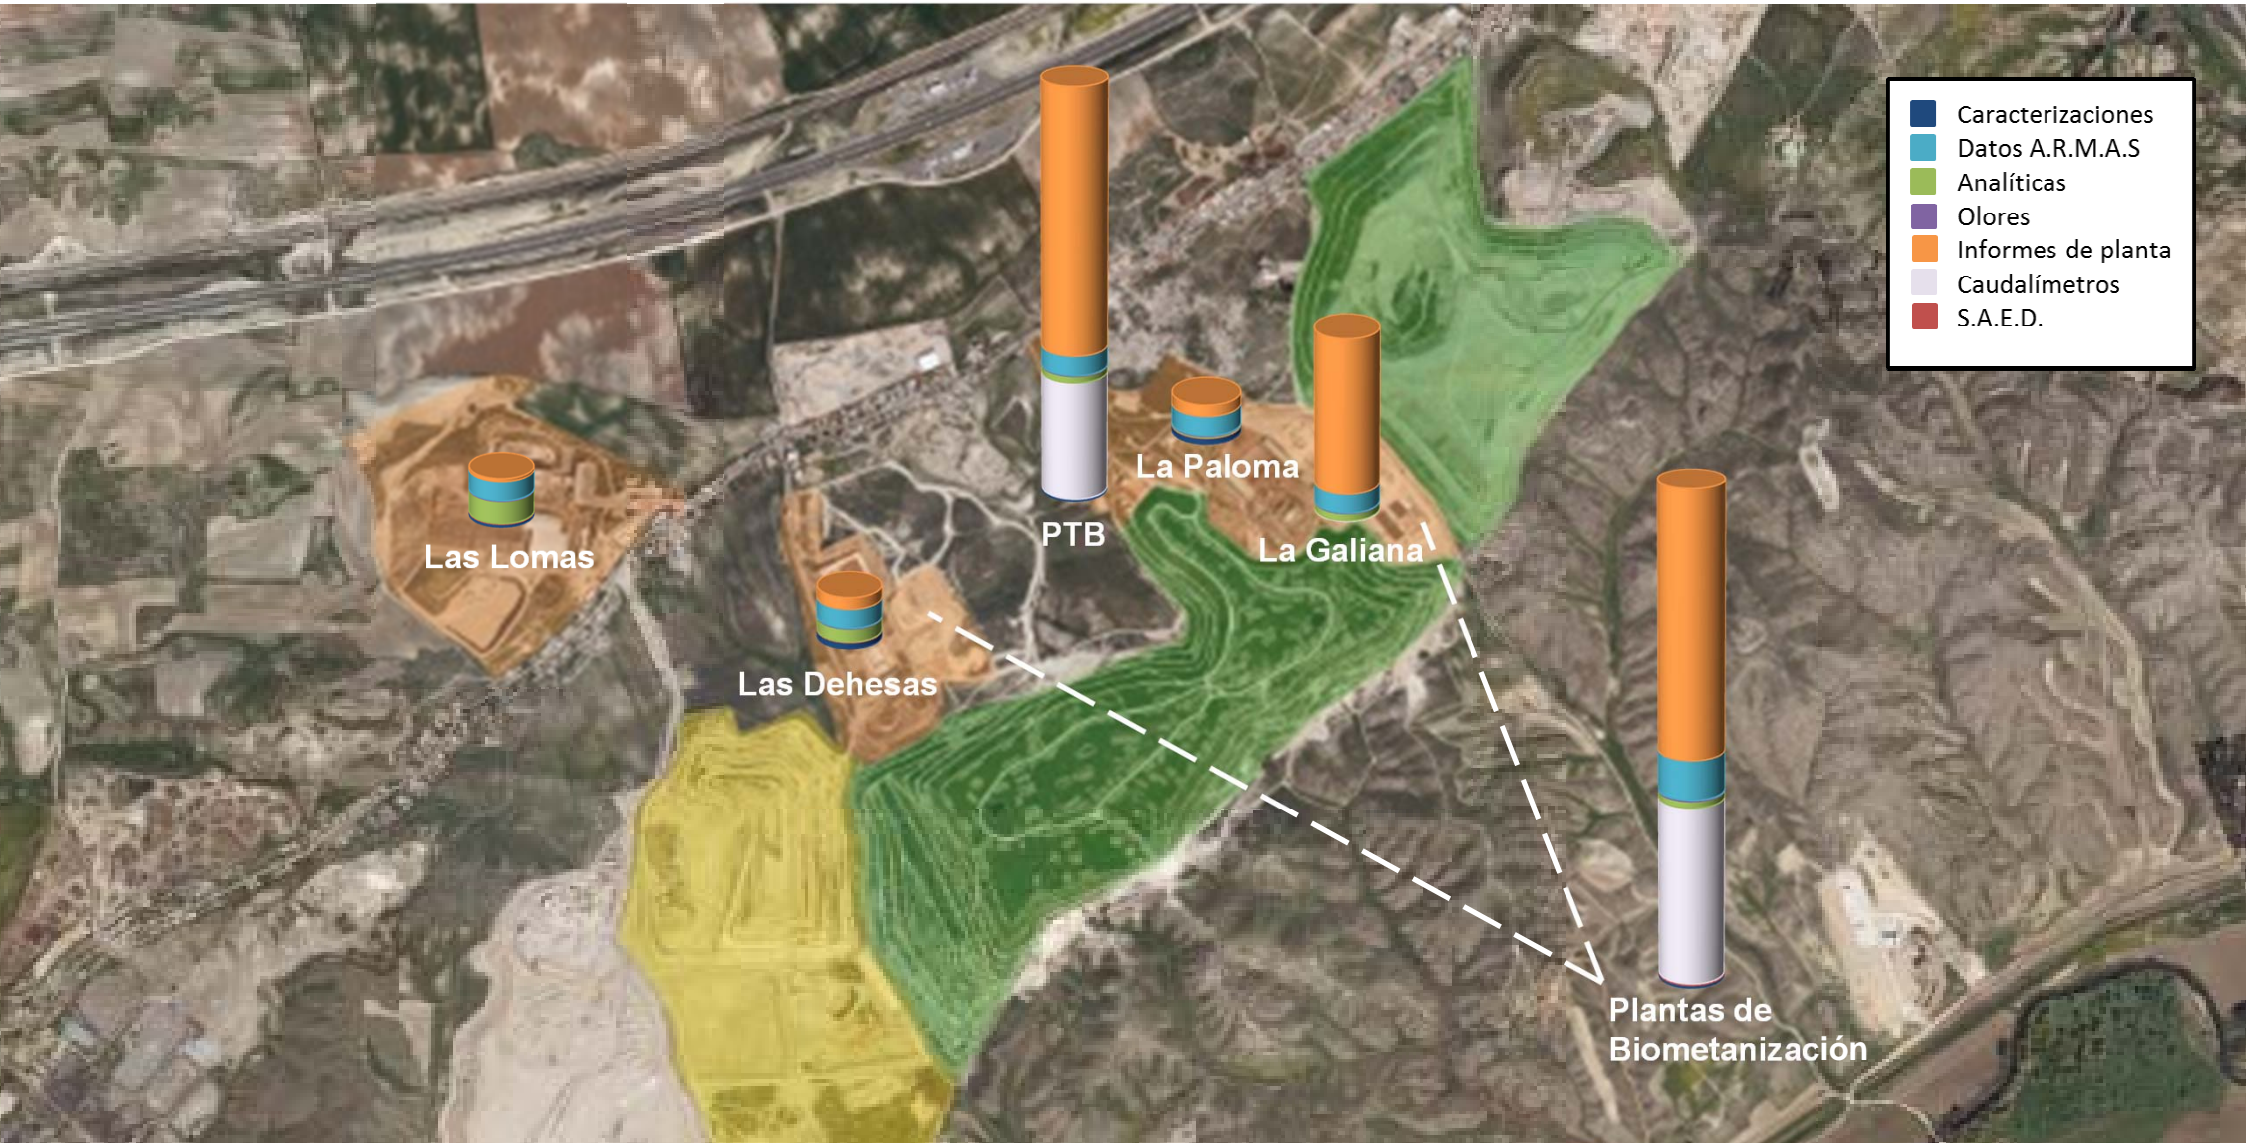 Caracterizaciones
Datos A.R.M.A.S
Analíticas
Olores
Informes de planta
Caudalímetros
S.A.E.D.
La Paloma
PTB
La Galiana
Las Lomas
Las Dehesas
Plantas de
Biometanización